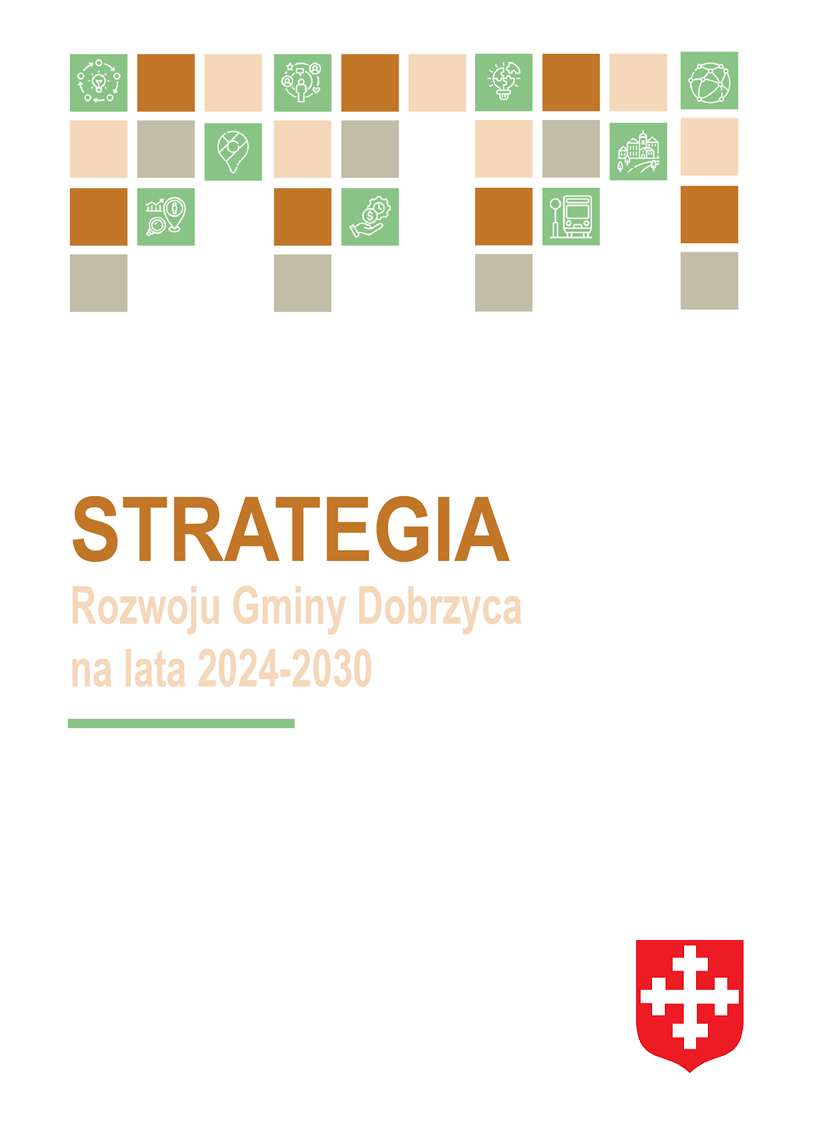 STRATEGIA
Rozwoju Gminy Dobrzyca
na lata 2024-2030